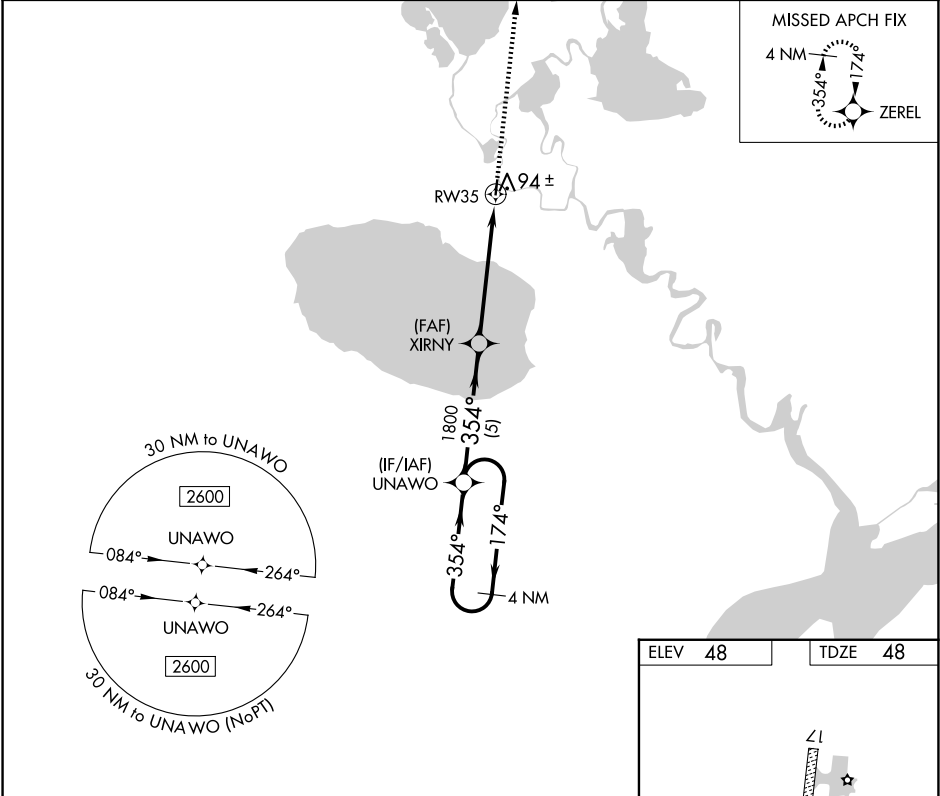 MISSED APCH FIX
4 NM
354°
174°
ZEREL
RW35
94 ±
(FAF)
XIRNY
1800
354°
(5)
(IF/IAF)
UNAWO
354°
174°
4 NM
30 NM to UNAWO
2600
UNAWO
084°
264°
084°
264°
UNAWO
2600
30 NM to UNAWO (NoPT)
ELEV 48
TDZE 48
17